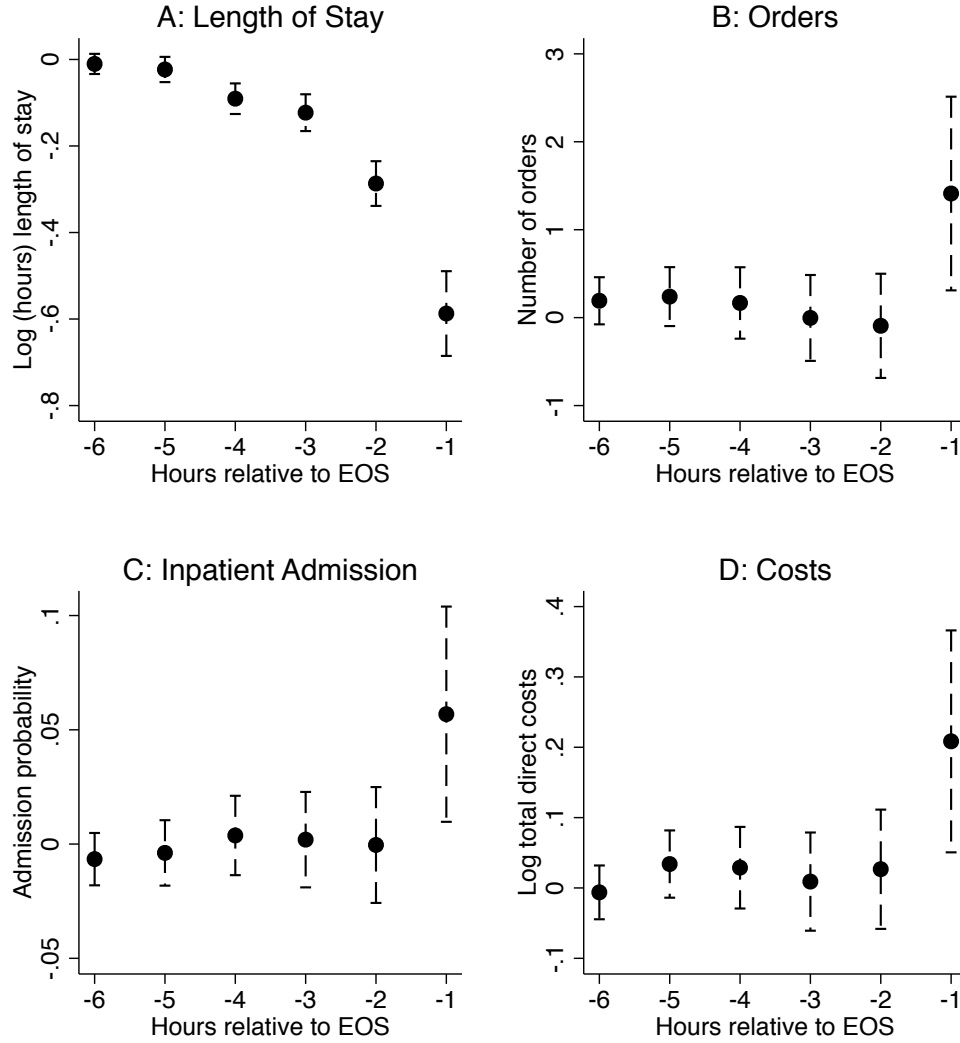 A: Length of Stay
Log (hours) length of stay
0
-.2
-.4
-.6
-.8
-6 -5 -4 -3 -2 -1
Hours relative to EOS
B: Orders
Number of orders
3
2
1
0
-1
-6 -5 -4 -3 -2 -1
Hours relative to EOS
C: Inpatient Admission
Admission probability
.1
.05
0
-.05
-6 -5 -4 -3 -2 -1
Hours relative to EOS
D: Costs
Log total direct costs
.4
.3
.2
.1
0
-.1
-6 -5 -4 -3 -2 -1
Hours relative to EOS